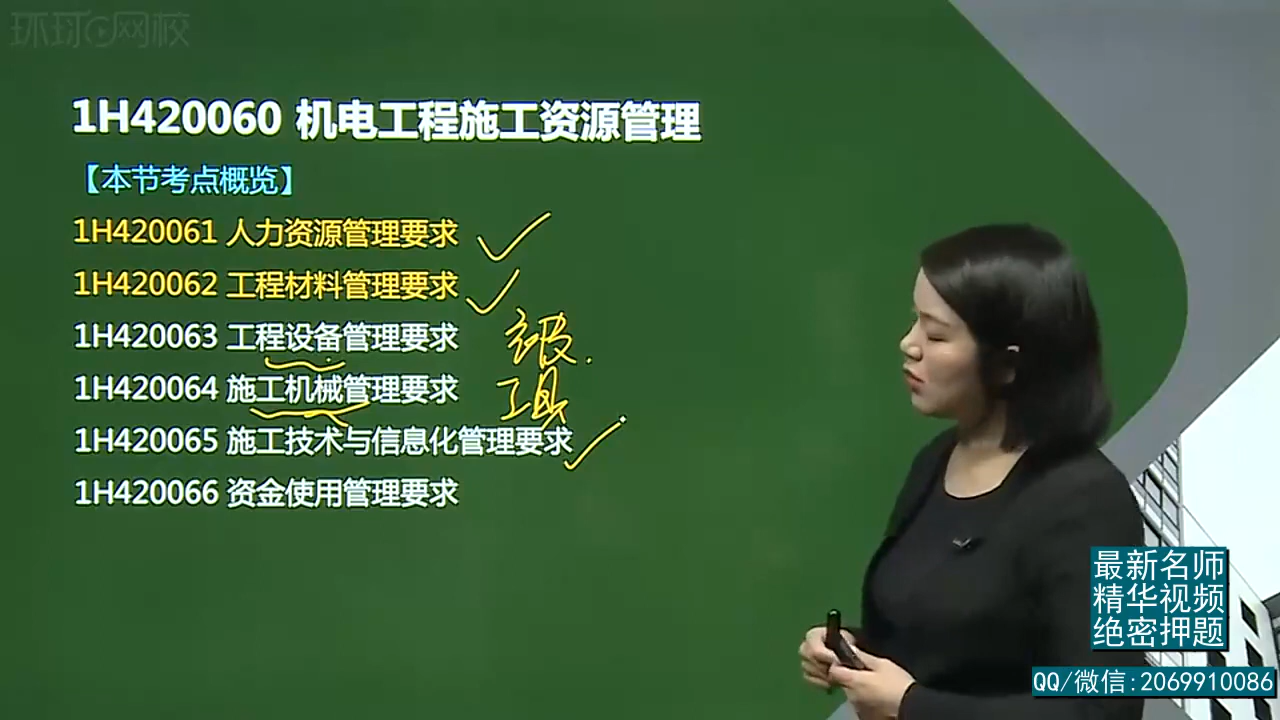 环球网校
1H420060 机电工程施工资源管理
【本节考点概览】
1H420061 人力资源管理要求
1H420062 工程材料管理要求
1H420063 工程设备管理要求
1H420064 施工机械管理要求
工具
1H420065 施工技术与信息化管理要求
1H420066 资金使用管理要求
最新名师
精华视频
绝密押题
QQ/微信:2069910086